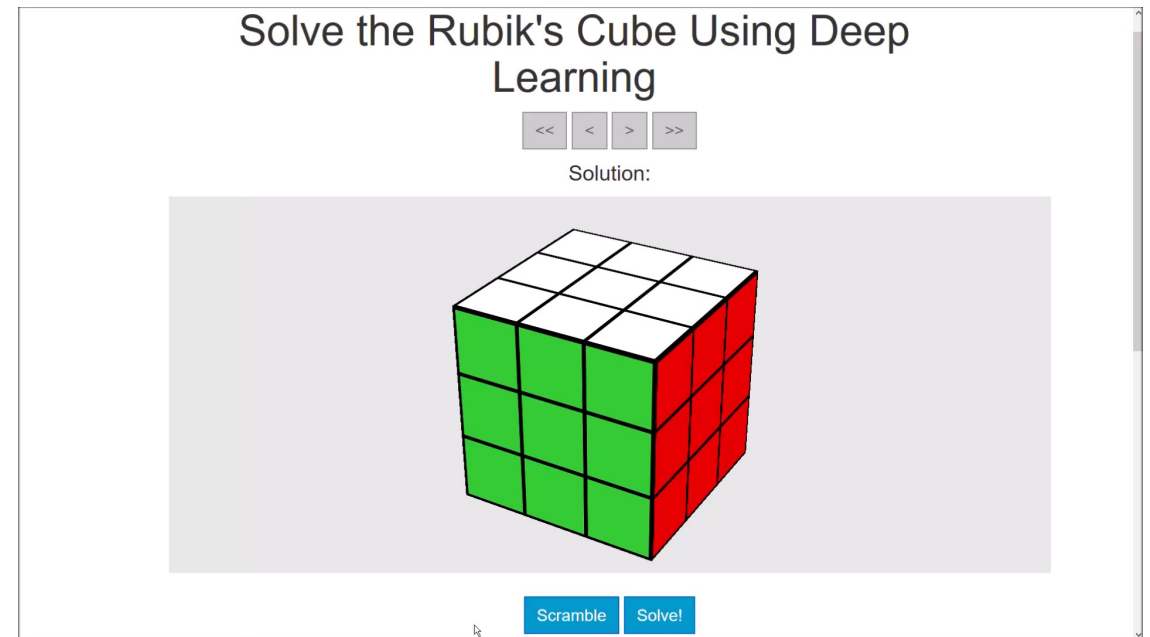 Solve the Rubik's Cube Using Deep
Learning
<< < > >>
Solution:
Scramble Solve!